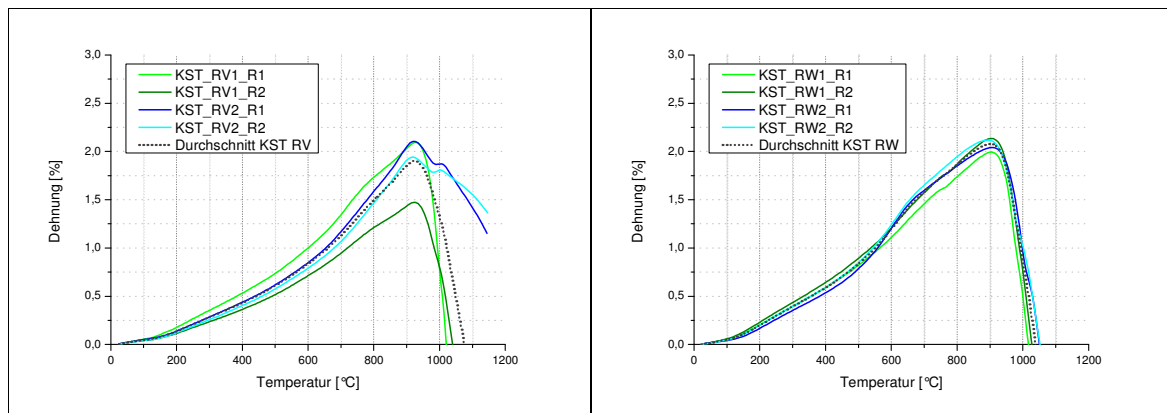 3,0
2,5
2,0
1,5
1,0
0,5
0,0
Dehnung [%]
KST_RV1_R1
KST_RV1_R2
KST_RV2_R1
KST_RV2_R2
Durchschnitt KST RV
0 200 400 600 800 1000 1200
Temperatur [°C]
3,0
2,5
2,0
1,5
1,0
0,5
0,0
Dehnung [%]
KST_RW1_R1
KST_RW1_R2
KST_RW2_R1
KST_RW2_R2
Durchschnitt KST RW
0 200 400 600 800 1000 1200
Temperatur [°C]